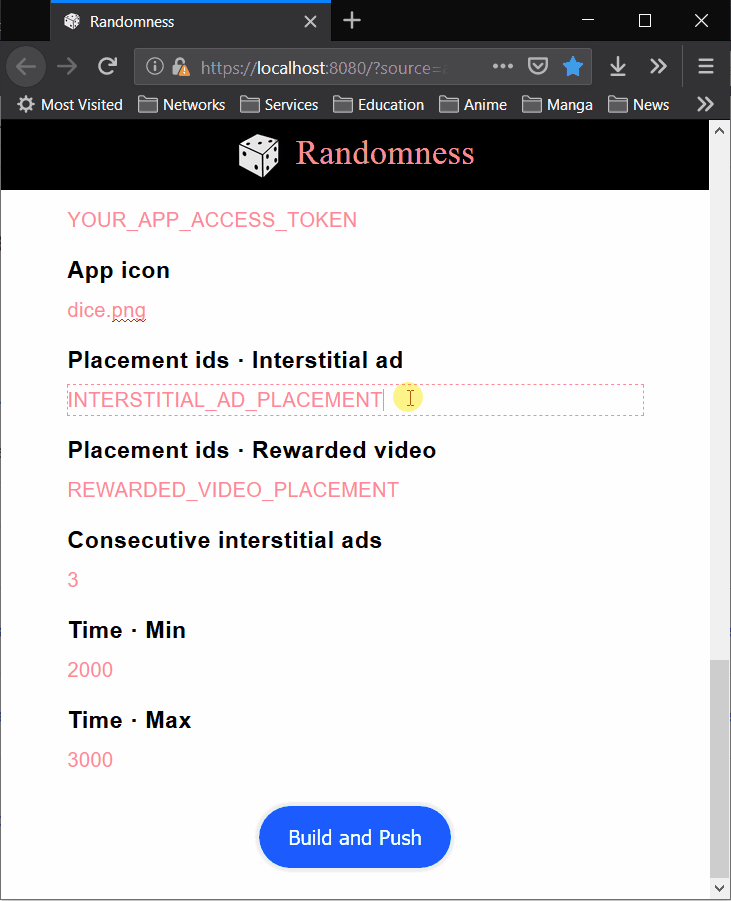 Randomness
https://localhost:8080/?source=
Most Visited Networks Services Education Anime Manga News
Randomness
YOUR_APP_ACCESS_TOKEN
App icon
dice.png
Placement ids · Interstitial ad
INTERSTITIAL_AD_PLACEMENT
Placement ids · Rewarded video
REWARDED_VIDEO_PLACEMENT
Consecutive interstitial ads
3
Time · Min
2000
Time · Max
3000
Build and Push